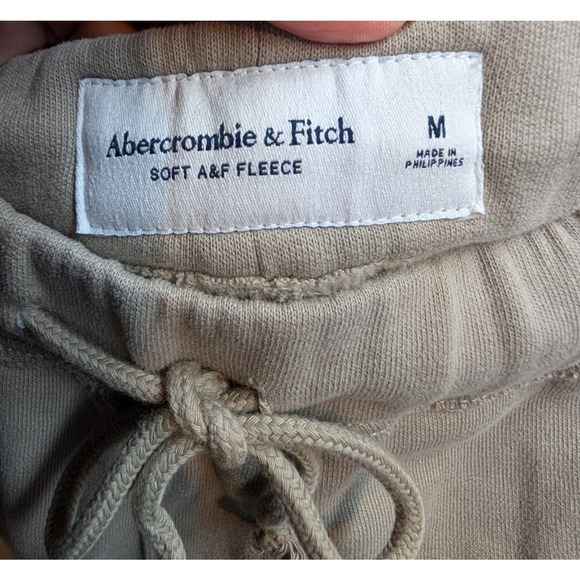 Abercrombie & Fitch
SOFT A&F FLEECE
M
MADE IN
PHILIPPINES